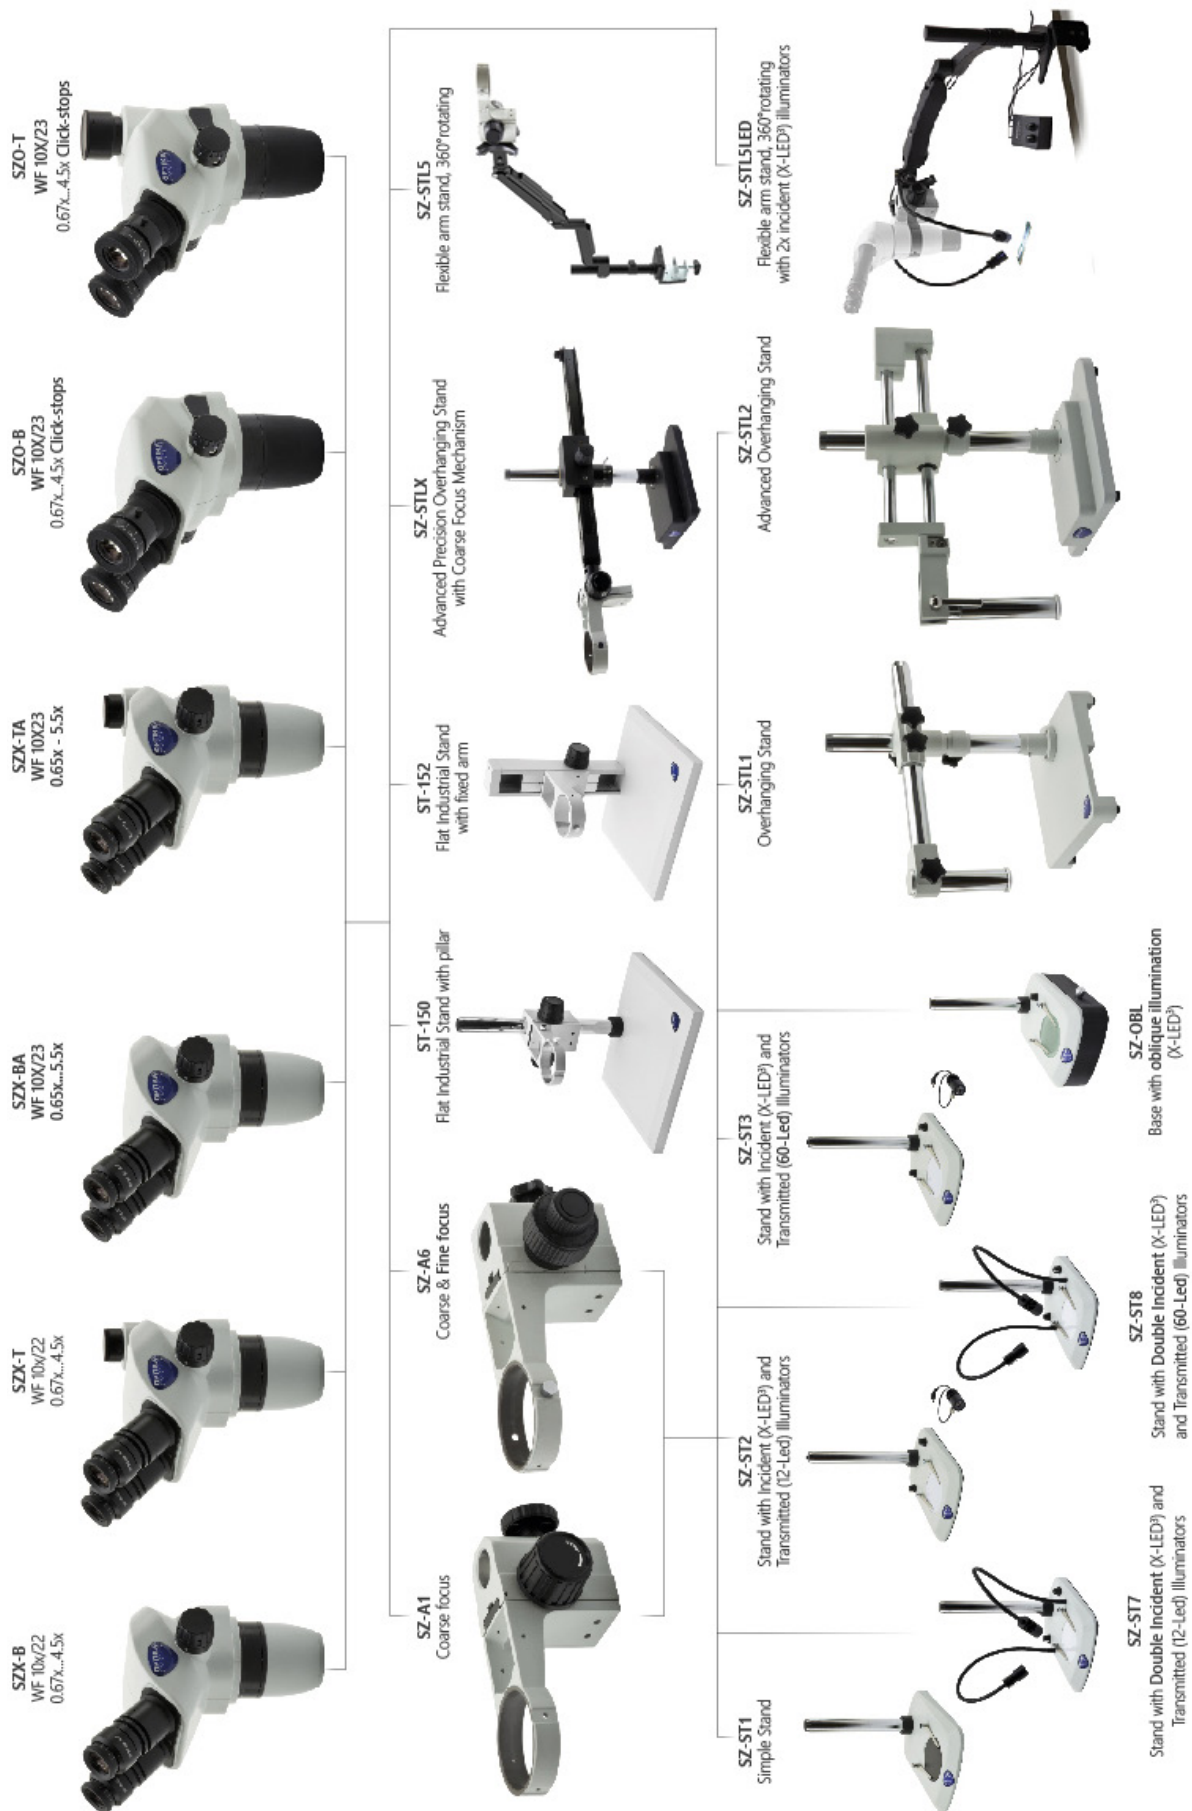 SZX-B
WF 10x/22
0.67x...4.5x
SZX-T
WF 10x/22
0.67x...4.5x
SZX-BA
WF 10X/23
0.65x...5.5x
SZX-TA
WF 10X23
0.65x - 5.5x
SZO-B
WF 10X/23
0.67x...4.5x Click-stops
SZO-T
WF 10X/23
0.67x...4.5x Click-stops
SZ-A1
Coarse focus
SZ-A6
Coarse & Fine focus
ST-150
Flat Industrial Stand with pillar
ST-152
Flat Industrial Stand
with fixed arm
SZ-STLX
Advanced Precision Overhanging Stand
with Coarse Focus Mechanism
SZ-STL5
Flexible arm stand, 360°rotating
SZ-ST1
Simple Stand
SZ-ST2
Stand with Incident (X-LED³) and
Transmitted (12-Led) Illuminators
SZ-ST3
Stand with Incident (X-LED³) and
Transmitted (60-Led) Illuminators
SZ-STL1
Overhanging Stand
SZ-STL2
Advanced Overhanging Stand
SZ-STL5LED
Flexible arm stand, 360°rotating
with 2x incident (X-LED³) illuminators
SZ-ST7
Stand with Double Incident (X-LED³) and
Transmitted (12-Led) Illuminators
SZ-ST8
Stand with Double Incident (X-LED³)
and Transmitted (60-Led) Illuminators
SZ-OBL
Base with oblique illumination
(X-LED³)